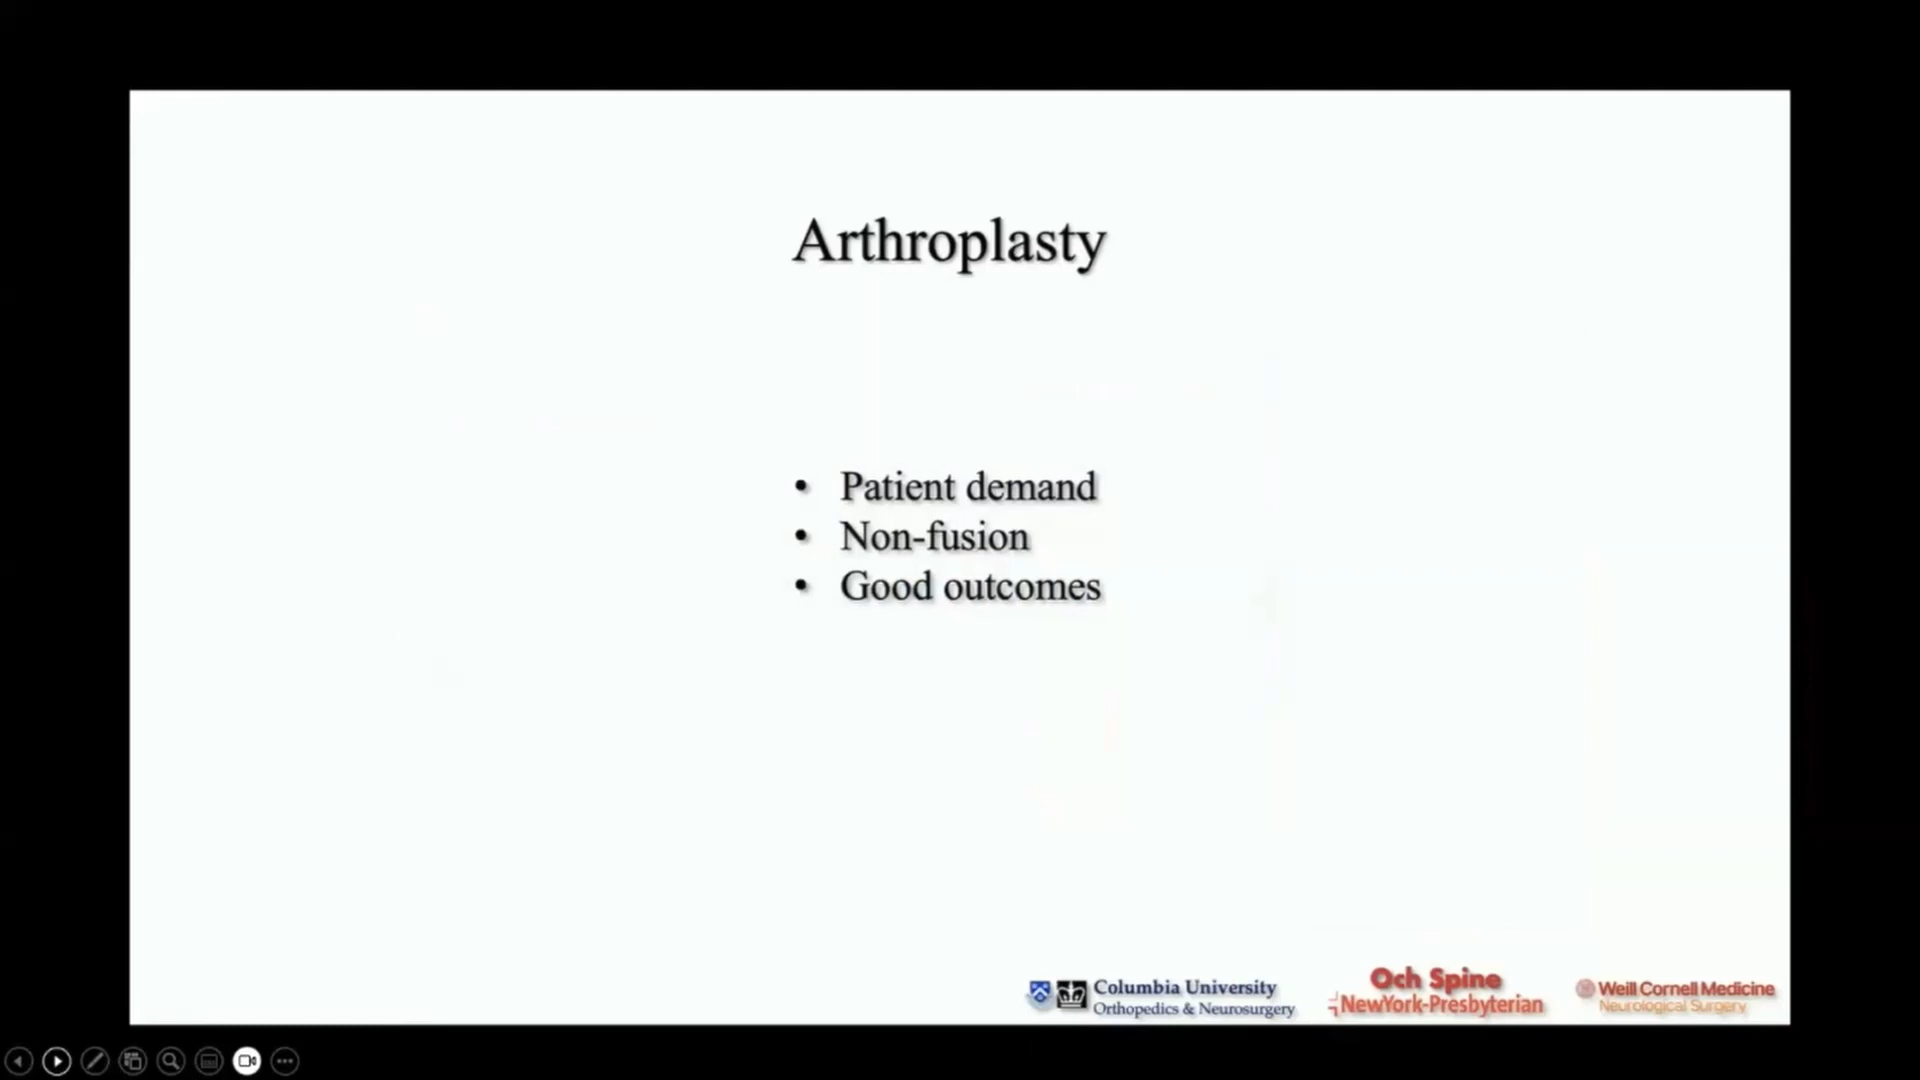 Arthroplasty
• Patient demand
• Non-fusion
• Good outcomes
Columbia University
Orthopedics & Neurosurgery
Och Spine
NewYork-Presbyterian
Weill Cornell Medicine
Neurological Surgery